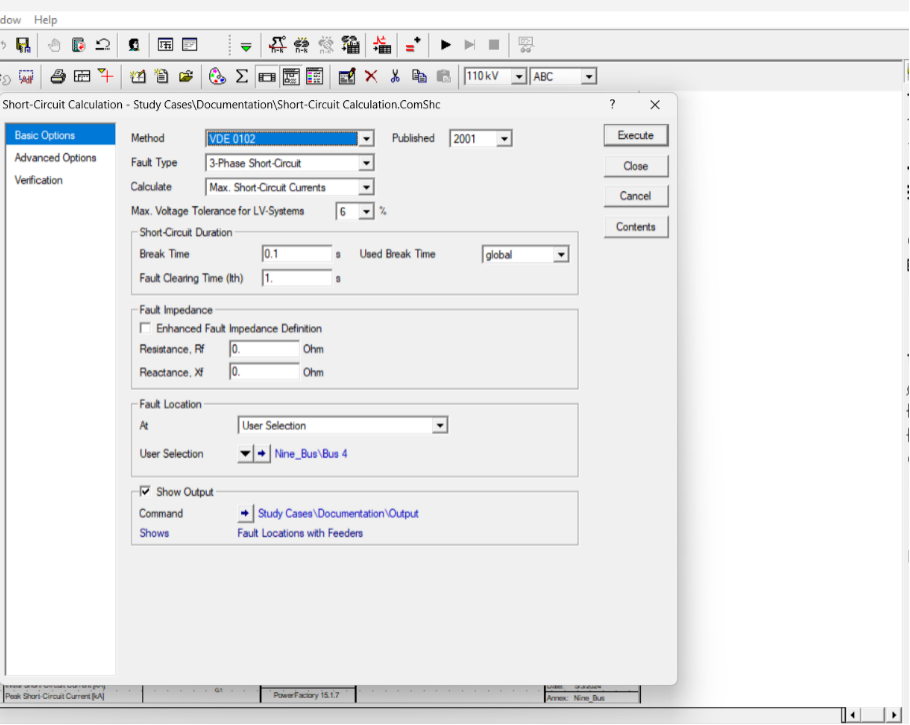 dow Help
110 kV ABC
Short-Circuit Calculation - Study Cases\Documentation\Short-Circuit Calculation.ComShc ?
Basic Options
Advanced Options
Verification
Method VDE 0102 Published 2001 Execute
Fault Type 3-Phase Short-Circuit Close
Calculate Max. Short-Circuit Currents Cancel
Max. Voltage Tolerance for LV-Systems 6 % Contents
Short-Circuit Duration
Break Time 0.1 s Used Break Time global
Fault Clearing Time (Ith) 1. s
Fault Impedance
Enhanced Fault Impedance Definition
Resistance, Rf 0. Ohm
Reactance, Xf 0. Ohm
Fault Location
At User Selection
User Selection Nine_Bus\Bus 4
Show Output
Command Study Cases\Documentation\Output
Shows Fault Locations with Feeders
Peak Short-Circuit Current [kA] G1 PowerFactory 15.1.7 Annex: Nine_Bus